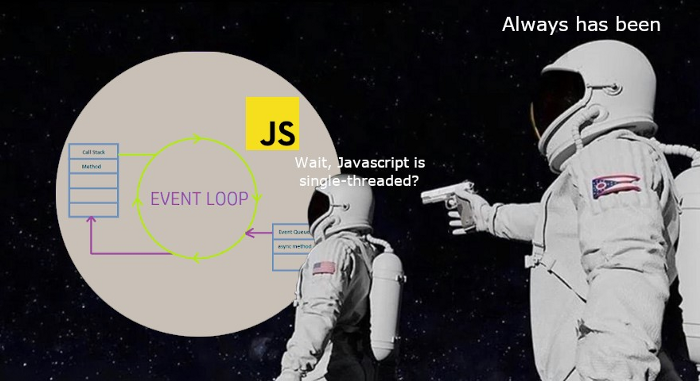 Always has been
JS
Wait, Javascript is
single-threaded?
Call Stack
Method
EVENT LOOP
Event Queue
async method